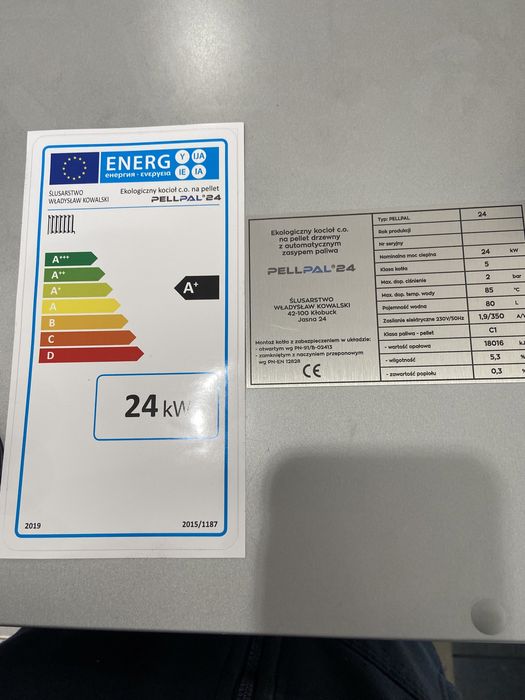 ENERG
Y UA
IE IA
енергия · ενεργεια
ŚLUSARSTWO
WŁADYSŁAW KOWALSKI
Ekologiczny kocioł c.o. na pellet
PELLPAL®24
A+++
A++
A+
A
B
C
D
A+
24 kW
2019
2015/1187
Ekologiczny kocioł c.o.
na pellet drzewny
z automatycznym
zasypem paliwa
PELLPAL®24
ŚLUSARSTWO
WŁADYSŁAW KOWALSKI
42-100 Kłobuck
Jasna 24
Montaż kotła z zabezpieczeniem w układzie:
- otwartym wg PN-91/B-02413
- zamkniętym z naczyniem przeponowym
wg PN-EN 12828
CE
Typ: PELLPAL 24
Rok produkcji
Nr seryjny
Nominalna moc cieplna 24 kW
Klasa kotła 5
Max. dop. ciśnienie 2 bar
Max. dop. temp. wody 85 °C
Pojemność wodna 80 L
Zasilanie elektryczne 230V/50Hz 1,9/350
Klasa paliwa - pellet C1
- wartość opałowa 18016
- wilgotność 5,3 %
- zawartość popiołu 0,3